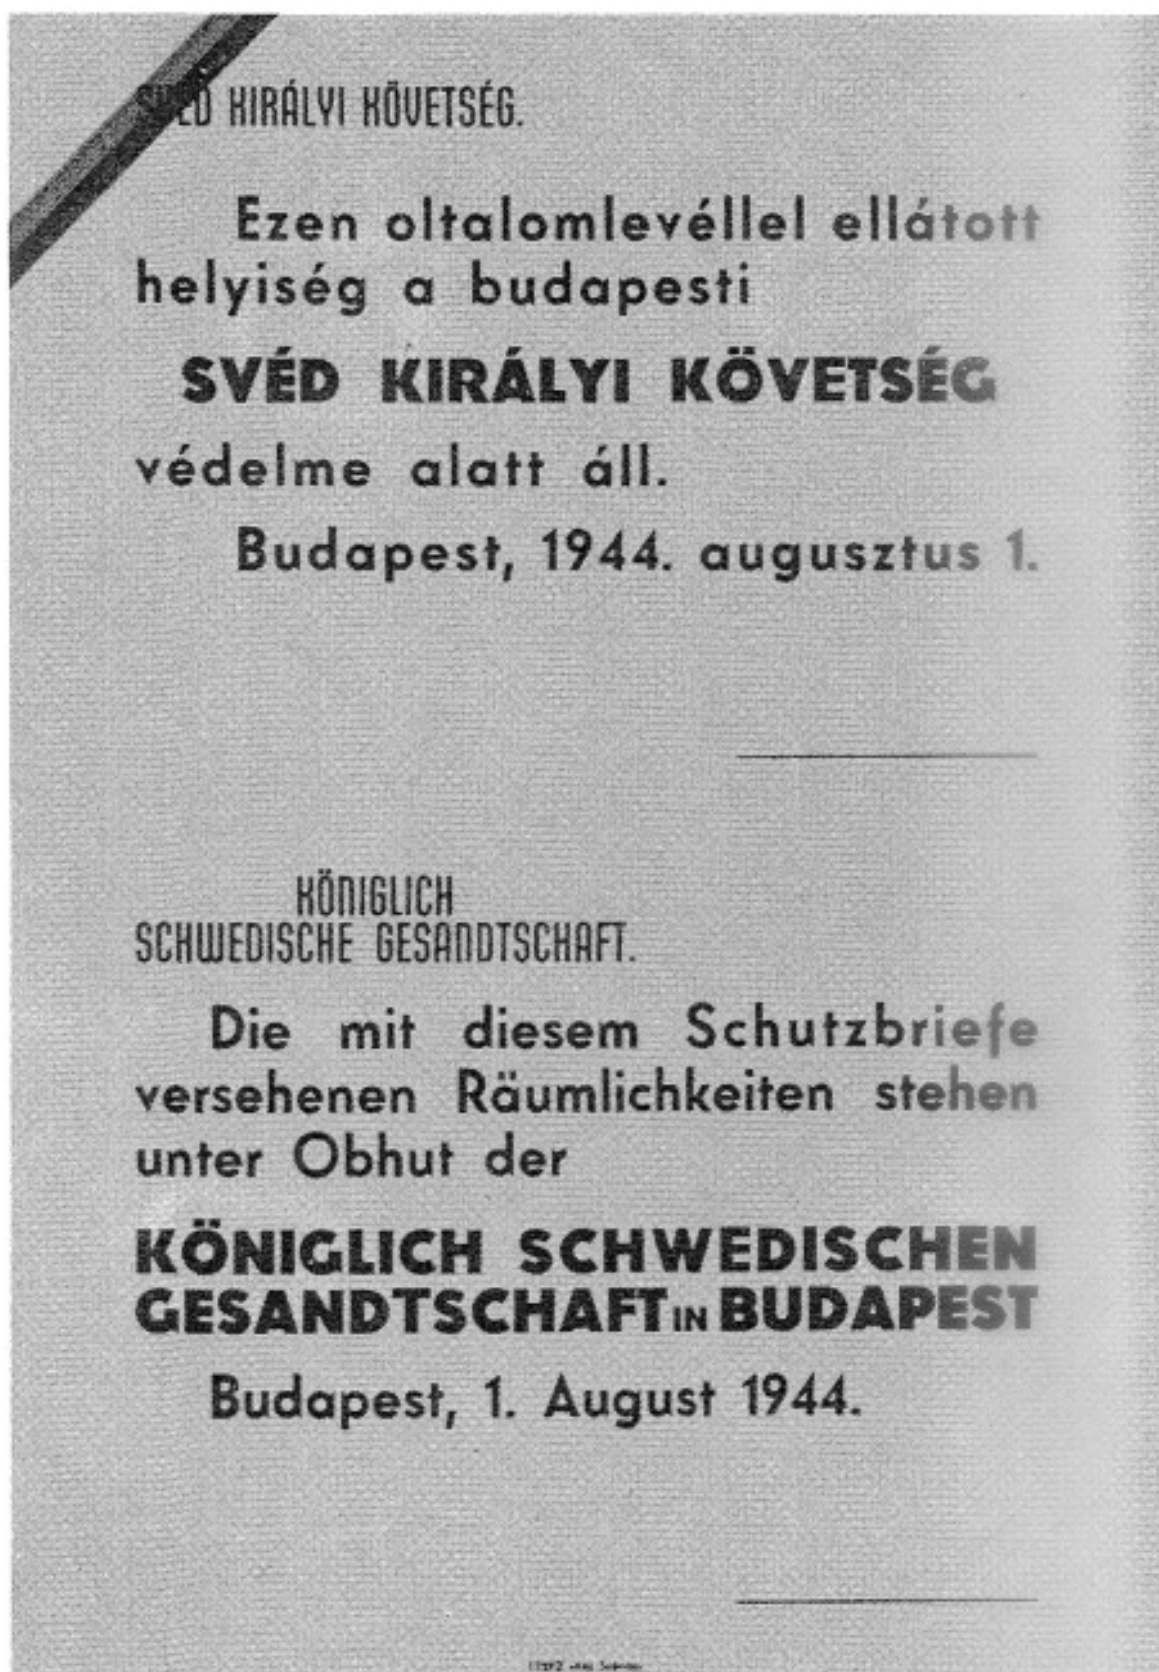 SVÉD KIRÁLYI KÖVETSÉG.
Ezen oltalomlevéllel ellátott
helyiség a budapesti
SVÉD KIRÁLYI KÖVETSÉG
védelme alatt áll.
Budapest, 1944. augusztus 1.
KÖNIGLICH
SCHWEDISCHE GESANDTSCHAFT.
Die mit diesem Schutzbriefe
versehenen Räumlichkeiten stehen
unter Obhut der
KÖNIGLICH SCHWEDISCHEN
GESANDTSCHAFT IN BUDAPEST
Budapest, 1. August 1944.